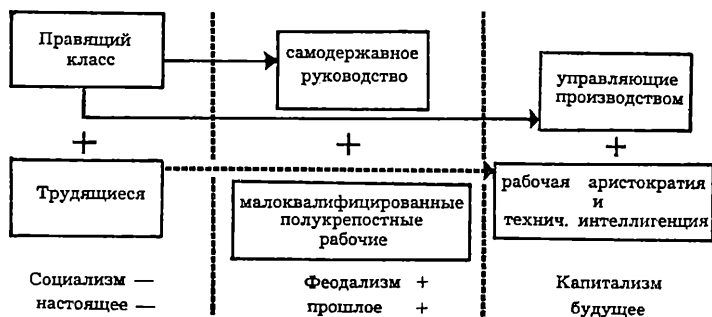 Правящий
класс
самодержавное
руководство
управляющие
производством
+
+
+
Трудящиеся
малоквалифицированные
полукрепостные
рабочие
рабочая аристократия
и
технич. интеллигенция
Социализм —
настоящее —
Феодализм +
прошлое +
Капитализм
будущее